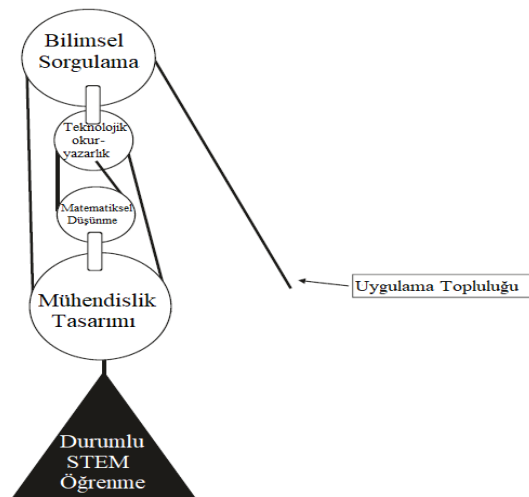 Bilimsel
Sorgulama
Teknolojik
okur-
yazarlık
Matematiksel
Düşünme
Mühendislik
Tasarımı
Uygulama Topluluğu
Durumlu
STEM
Öğrenme